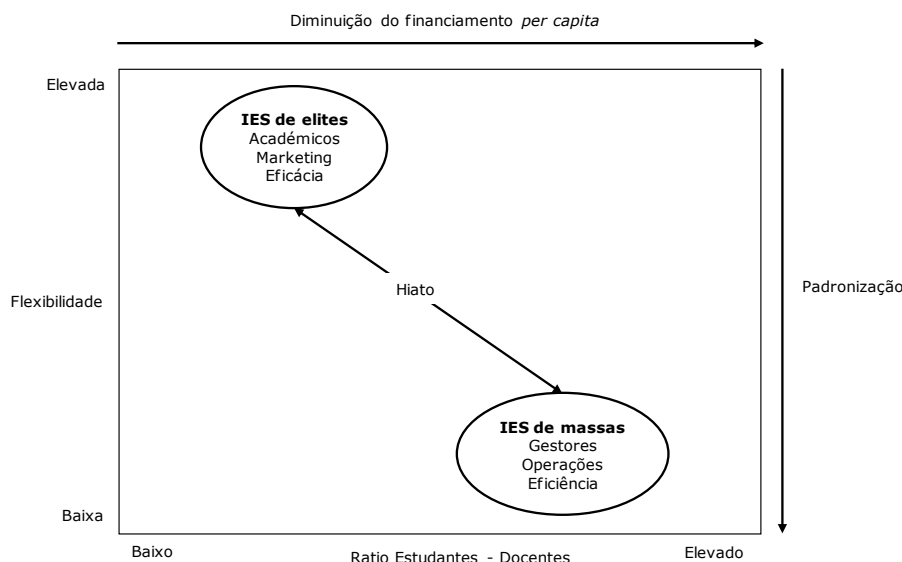 Diminuição do financiamento per capita
Elevada
IES de elites
Académicos
Marketing
Eficácia
Hiato
Flexibilidade
Padronização
IES de massas
Gestores
Operações
Eficiência
Baixa
Baixo
Ratio Estudantes - Docentes
Elevado